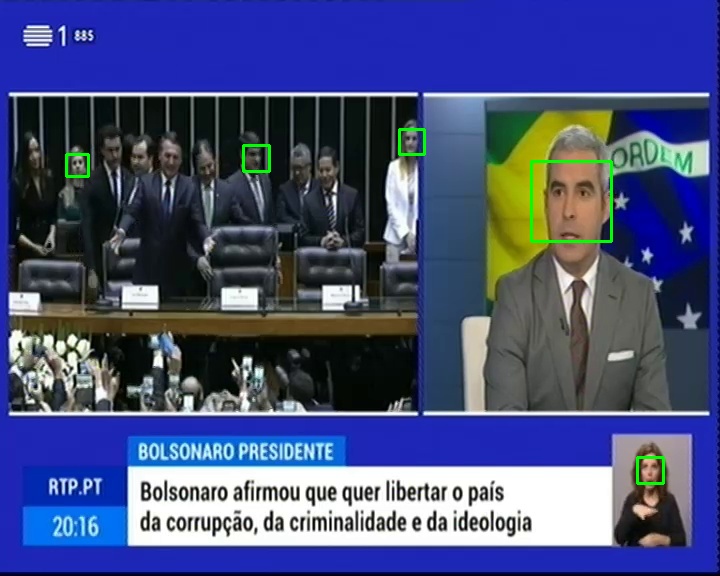 1 885
ORDEM
BOLSONARO PRESIDENTE
RTP.PT
Bolsonaro afirmou que quer libertar o país
20:16
da corrupção, da criminalidade e da ideologia